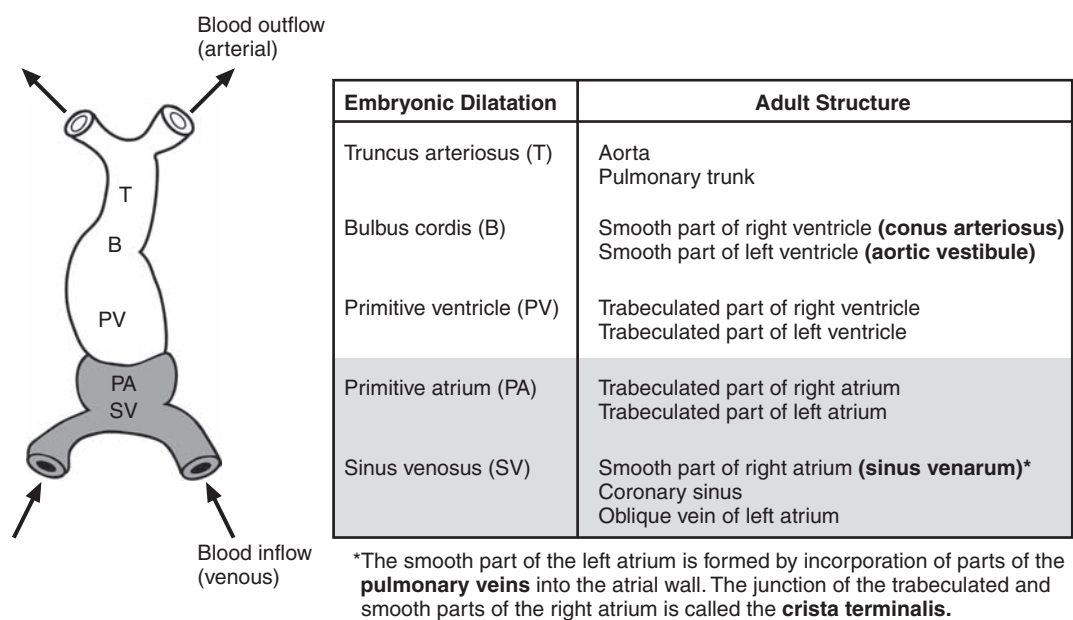 Blood outflow
(arterial)
T
B
PV
PA
SV
Blood inflow
(venous)
Embryonic Dilatation Adult Structure
Truncus arteriosus (T) Aorta
Pulmonary trunk
Bulbus cordis (B) Smooth part of right ventricle (conus arteriosus)
Smooth part of left ventricle (aortic vestibule)
Primitive ventricle (PV) Trabeculated part of right ventricle
Trabeculated part of left ventricle
Primitive atrium (PA) Trabeculated part of right atrium
Trabeculated part of left atrium
Sinus venosus (SV) Smooth part of right atrium (sinus venarum)*
Coronary sinus
Oblique vein of left atrium
*The smooth part of the left atrium is formed by incorporation of parts of the
pulmonary veins into the atrial wall. The junction of the trabeculated and
smooth parts of the right atrium is called the crista terminalis.